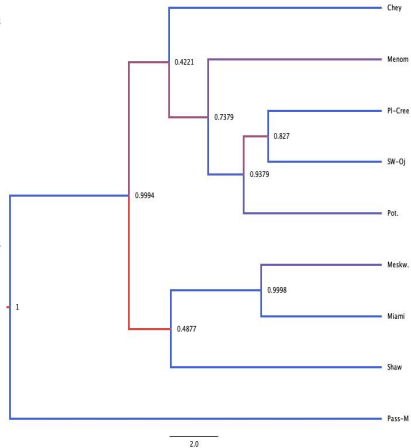 Chey
0.4221
Menom
0.7379
Pl-Cree
0.827
SW-Oj
0.9379
0.9994
Pot.
Meskw.
0.9998
1
Miami
0.4877
Shaw
Pass-M
2.0